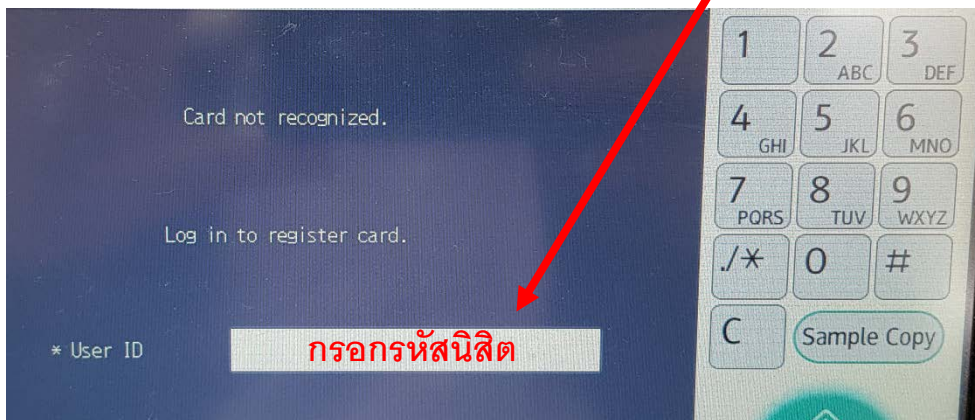 Card not recognized.
Log in to register card.
* User ID
กรอกรหัสนิสิต
1
2 ABC
3 DEF
4 GHI
5 JKL
6 MNO
7 PQRS
8 TUV
9 WXYZ
./*
0
#
C
Sample Copy